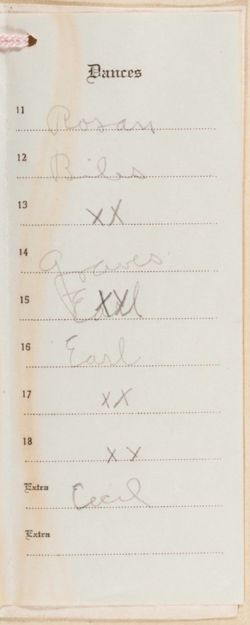 Dances
11 Rosan
12 Biles
13 XX
14 Graves
15 XX
16 Earl
17 XX
18 XX
Extra Cecil
Extra